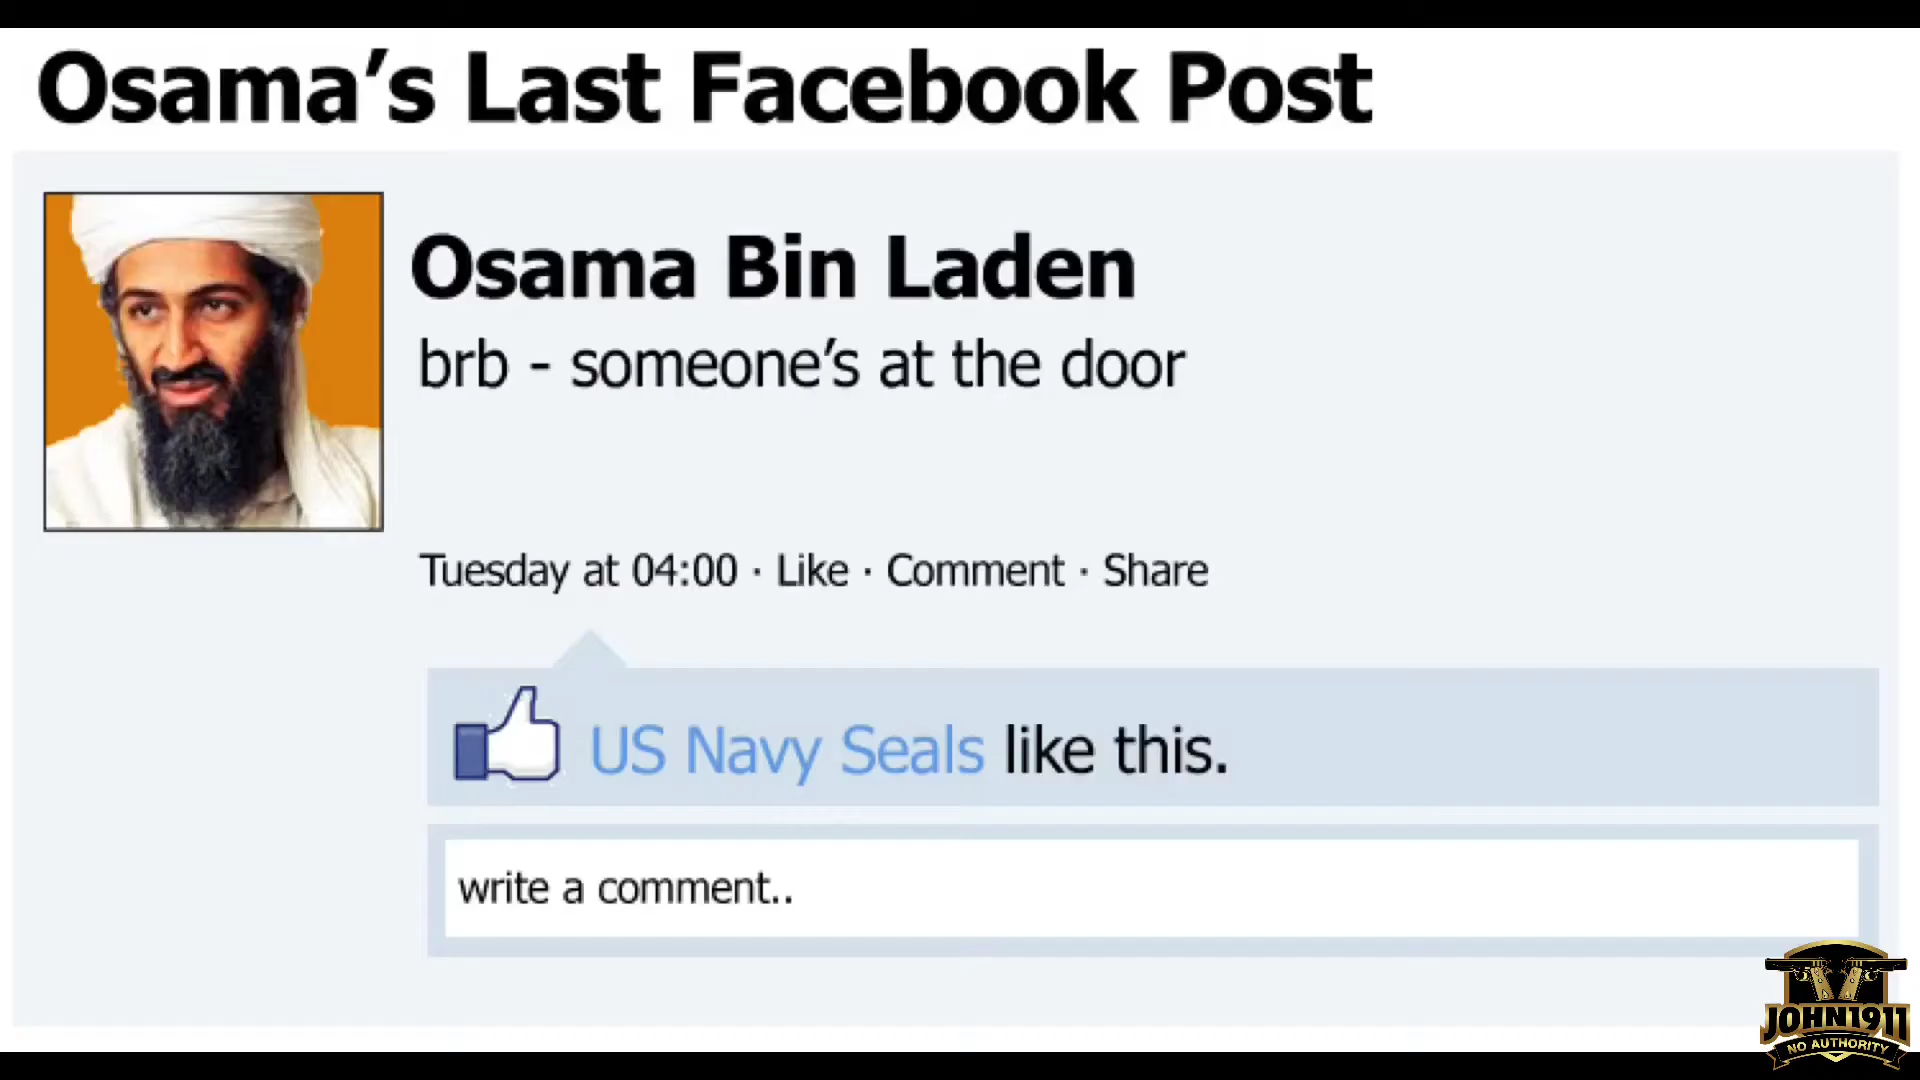 Osama’s Last Facebook Post
Osama Bin Laden
brb - someone’s at the door
Tuesday at 04:00 · Like · Comment · Share
US Navy Seals like this.
write a comment..
JOHN1911
NO AUTHORITY